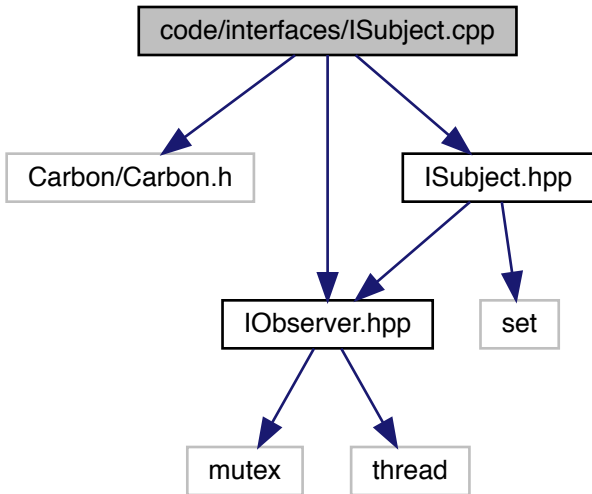 code/interfaces/ISubject.cpp
Carbon/Carbon.h
ISubject.hpp
IObserver.hpp
set
mutex
thread